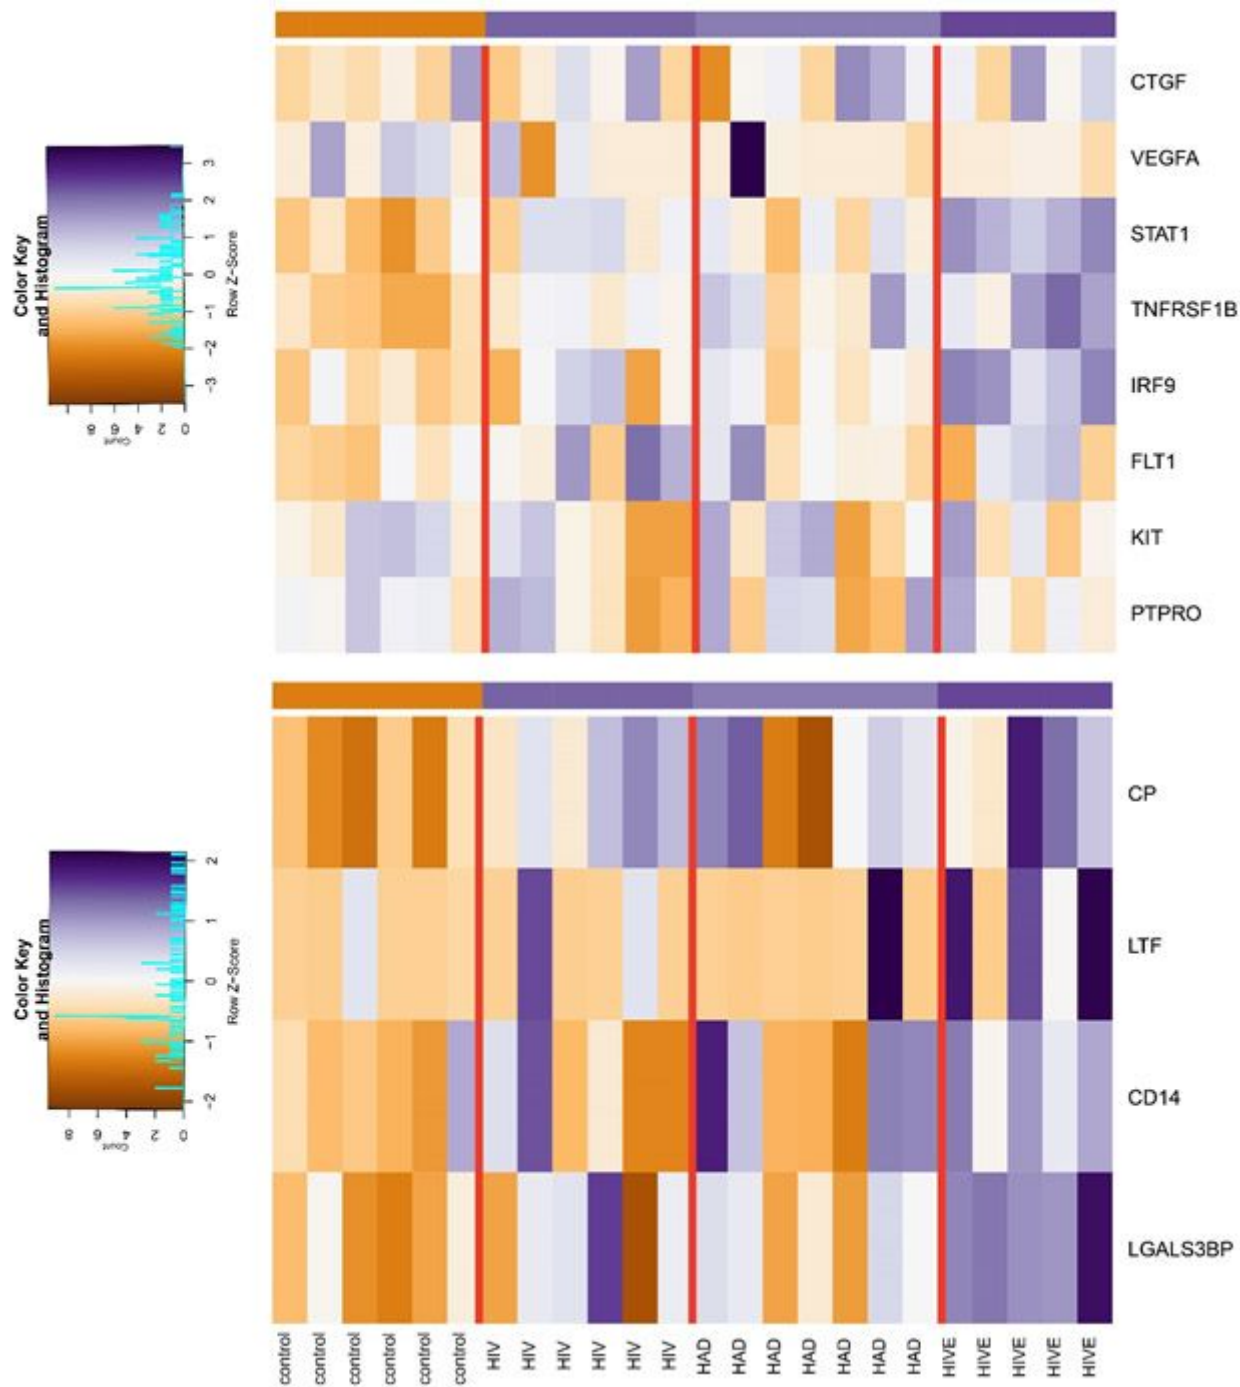 Color Key
and Histogram
3
2
1
0
-1
-2
-3
Row Z-Score
8
6
4
2
0
Count
CTGF
VEGFA
STAT1
TNFRSF1B
IRF9
FLT1
KIT
PTPRO
Color Key
and Histogram
2
1
0
-1
-2
Row Z-Score
8
6
4
2
0
Count
CP
LTF
CD14
LGALS3BP
control
control
control
control
control
control
HIV
HIV
HIV
HIV
HIV
HIV
HAD
HAD
HAD
HAD
HAD
HAD
HAD
HIVE
HIVE
HIVE
HIVE
HIVE